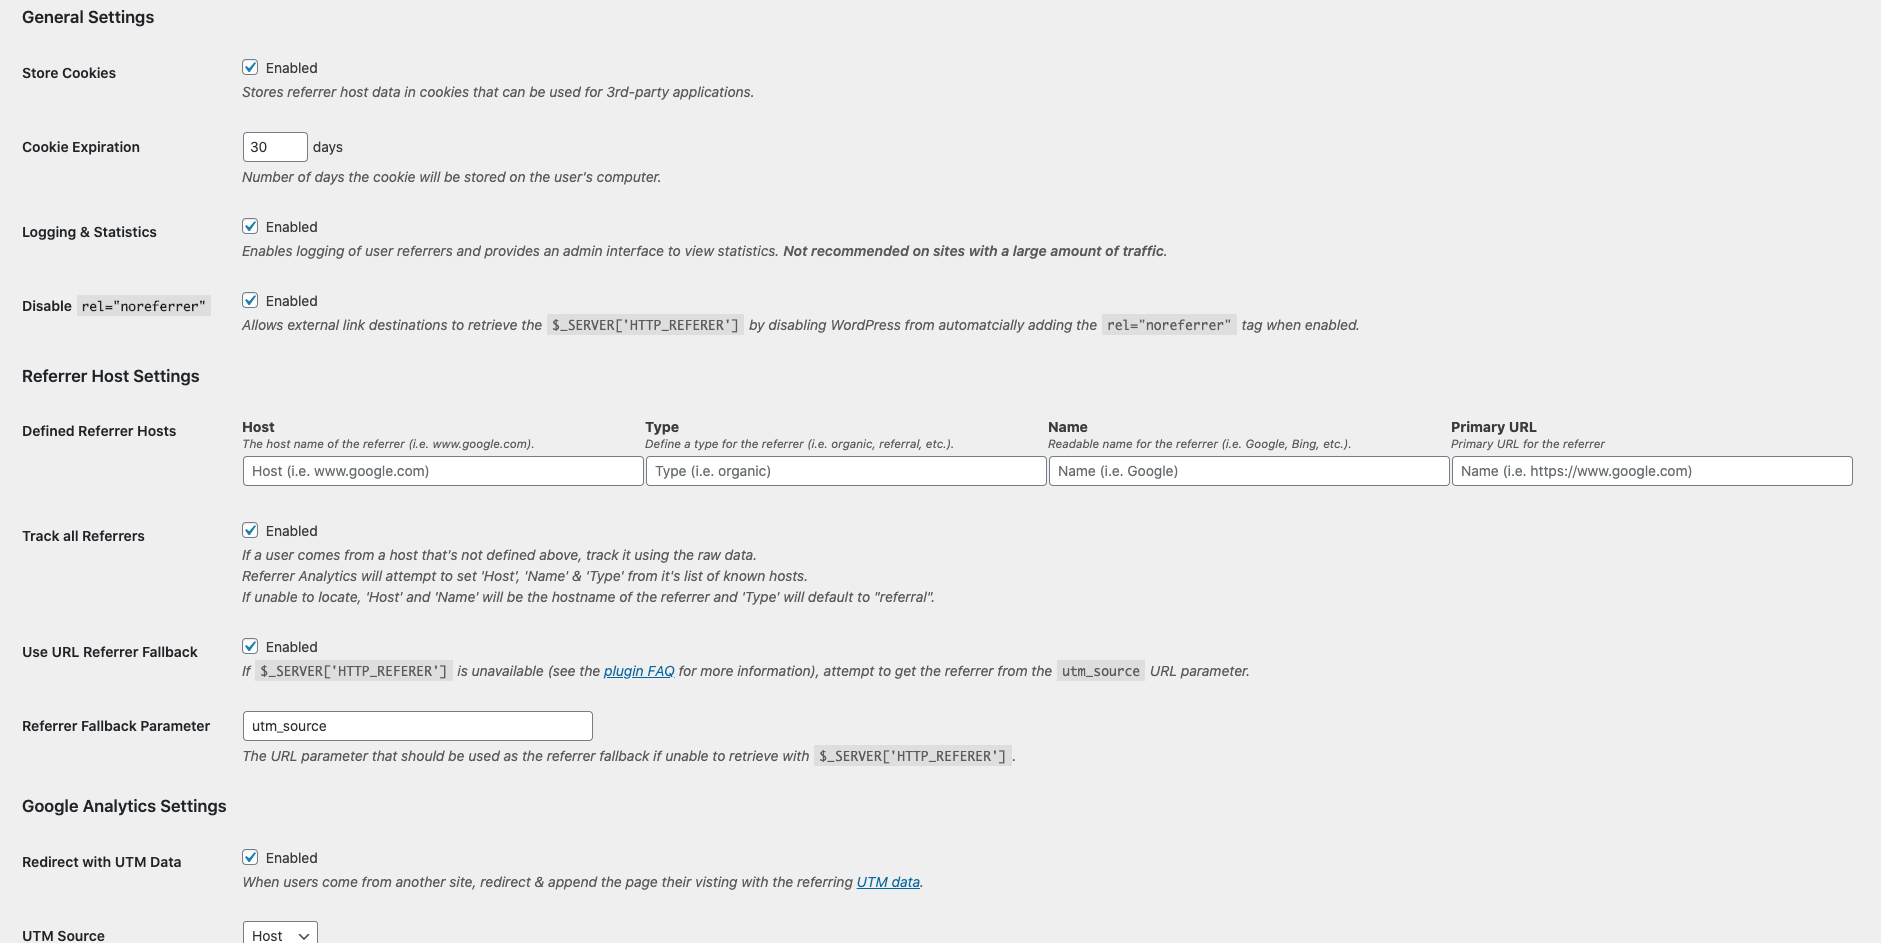 General Settings
Store Cookies
Enabled
Stores referrer host data in cookies that can be used for 3rd-party applications.
Cookie Expiration
30 days
Number of days the cookie will be stored on the user's computer.
Logging & Statistics
Enabled
Enables logging of user referrers and provides an admin interface to view statistics. Not recommended on sites with a large amount of traffic.
Disable rel="noreferrer"
Enabled
Allows external link destinations to retrieve the $_SERVER['HTTP_REFERER'] by disabling WordPress from automatcially adding the rel="noreferrer" tag when enabled.
Referrer Host Settings
Defined Referrer Hosts
Host Type Name Primary URL
The host name of the referrer (i.e. www.google.com). Define a type for the referrer (i.e. organic, referral, etc.). Readable name for the referrer (i.e. Google, Bing, etc.). Primary URL for the referrer
Host (i.e. www.google.com) Type (i.e. organic) Name (i.e. Google) Name (i.e. https://www.google.com)
Track all Referrers
Enabled
If a user comes from a host that's not defined above, track it using the raw data.
Referrer Analytics will attempt to set 'Host', 'Name' & 'Type' from it's list of known hosts.
If unable to locate, 'Host' and 'Name' will be the hostname of the referrer and 'Type' will default to "referral".
Use URL Referrer Fallback
Enabled
If $_SERVER['HTTP_REFERER'] is unavailable (see the plugin FAQ for more information), attempt to get the referrer from the utm_source URL parameter.
Referrer Fallback Parameter
utm_source
The URL parameter that should be used as the referrer fallback if unable to retrieve with $_SERVER['HTTP_REFERER'].
Google Analytics Settings
Redirect with UTM Data
Enabled
When users come from another site, redirect & append the page their visting with the referring UTM data.
UTM Source
Host